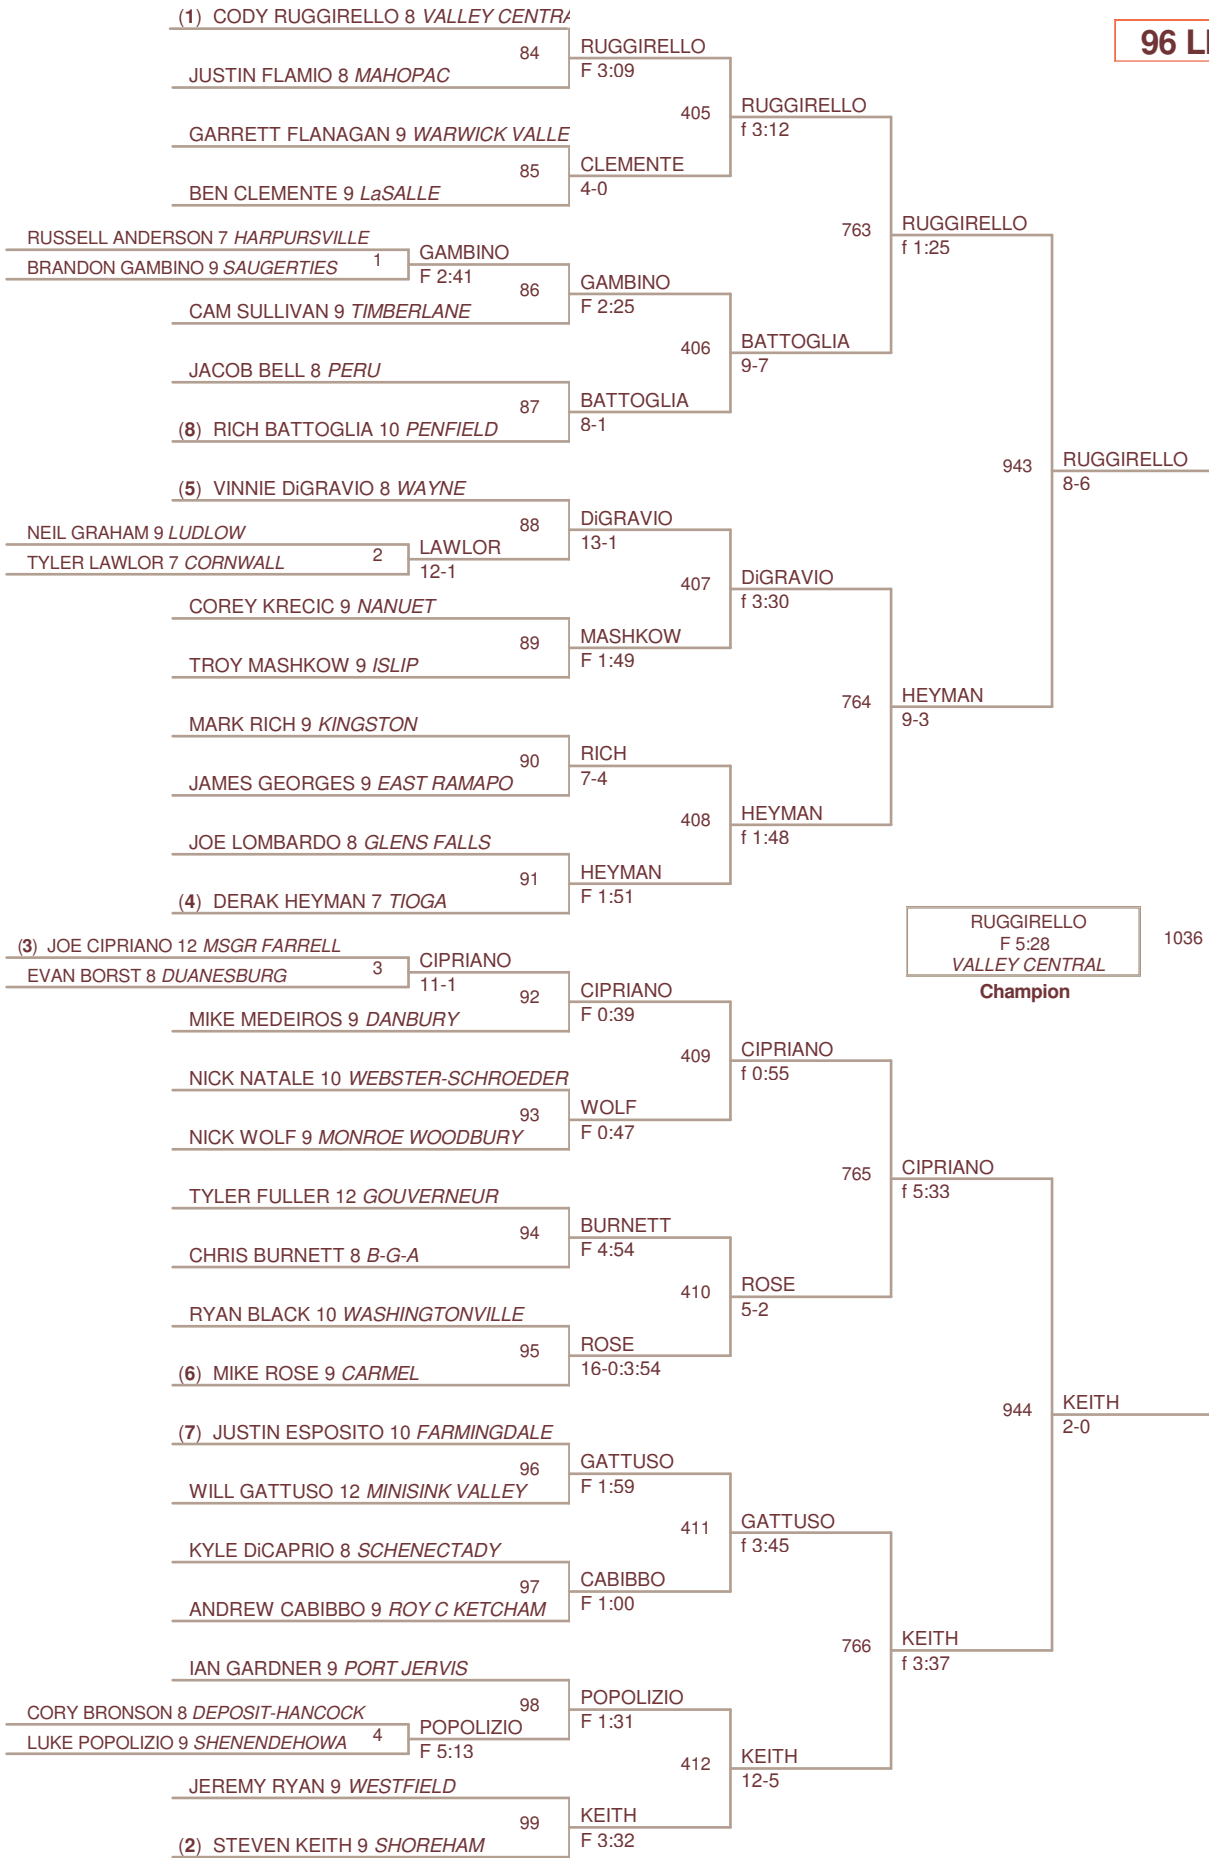 (1) CODY RUGGIRELLO 8 VALLEY CENTRA
96 L
84
RUGGIRELLO
F 3:09
JUSTIN FLAMIO 8 MAHOPAC
405
RUGGIRELLO
f 3:12
GARRETT FLANAGAN 9 WARWICK VALLE
85
CLEMENTE
4-0
BEN CLEMENTE 9 LaSALLE
763
RUGGIRELLO
f 1:25
RUSSELL ANDERSON 7 HARPURSVILLE
1
GAMBINO
F 2:41
BRANDON GAMBINO 9 SAUGERTIES
86
GAMBINO
F 2:25
CAM SULLIVAN 9 TIMBERLANE
406
BATTOGLIA
9-7
JACOB BELL 8 PERU
87
BATTOGLIA
8-1
(8) RICH BATTOGLIA 10 PENFIELD
943
RUGGIRELLO
8-6
(5) VINNIE DiGRAVIO 8 WAYNE
88
DiGRAVIO
13-1
NEIL GRAHAM 9 LUDLOW
2
LAWLOR
12-1
TYLER LAWLOR 7 CORNWALL
407
DiGRAVIO
f 3:30
COREY KRECIC 9 NANUET
89
MASHKOW
F 1:49
TROY MASHKOW 9 ISLIP
764
HEYMAN
9-3
MARK RICH 9 KINGSTON
90
RICH
7-4
JAMES GEORGES 9 EAST RAMAPO
408
HEYMAN
f 1:48
JOE LOMBARDO 8 GLENS FALLS
91
HEYMAN
F 1:51
(4) DERAK HEYMAN 7 TIOGA
RUGGIRELLO
F 5:28
VALLEY CENTRAL
1036
Champion
(3) JOE CIPRIANO 12 MSGR FARRELL
3
CIPRIANO
11-1
EVAN BORST 8 DUANESBURG
92
CIPRIANO
F 0:39
MIKE MEDEIROS 9 DANBURY
409
CIPRIANO
f 0:55
NICK NATALE 10 WEBSTER-SCHROEDER
93
WOLF
F 0:47
NICK WOLF 9 MONROE WOODBURY
765
CIPRIANO
f 5:33
TYLER FULLER 12 GOUVERNEUR
94
BURNETT
F 4:54
CHRIS BURNETT 8 B-G-A
410
ROSE
5-2
RYAN BLACK 10 WASHINGTONVILLE
95
ROSE
16-0:3:54
(6) MIKE ROSE 9 CARMEL
944
KEITH
2-0
(7) JUSTIN ESPOSITO 10 FARMINGDALE
96
GATTUSO
F 1:59
WILL GATTUSO 12 MINISINK VALLEY
411
GATTUSO
f 3:45
KYLE DiCAPRIO 8 SCHENECTADY
97
CABIBBO
F 1:00
ANDREW CABIBBO 9 ROY C KETCHAM
766
KEITH
f 3:37
IAN GARDNER 9 PORT JERVIS
98
POPOLIZIO
F 1:31
CORY BRONSON 8 DEPOSIT-HANCOCK
4
POPOLIZIO
F 5:13
LUKE POPOLIZIO 9 SHENENDEHOWA
412
KEITH
12-5
JEREMY RYAN 9 WESTFIELD
99
KEITH
F 3:32
(2) STEVEN KEITH 9 SHOREHAM